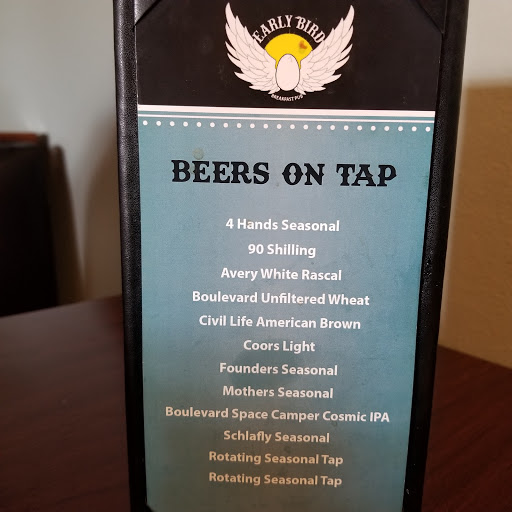 EARLY BIRD
BREAKFAST PUB
BEERS ON TAP
4 Hands Seasonal
90 Shilling
Avery White Rascal
Boulevard Unfiltered Wheat
Civil Life American Brown
Coors Light
Founders Seasonal
Mothers Seasonal
Boulevard Space Camper Cosmic IPA
Schlafly Seasonal
Rotating Seasonal Tap
Rotating Seasonal Tap